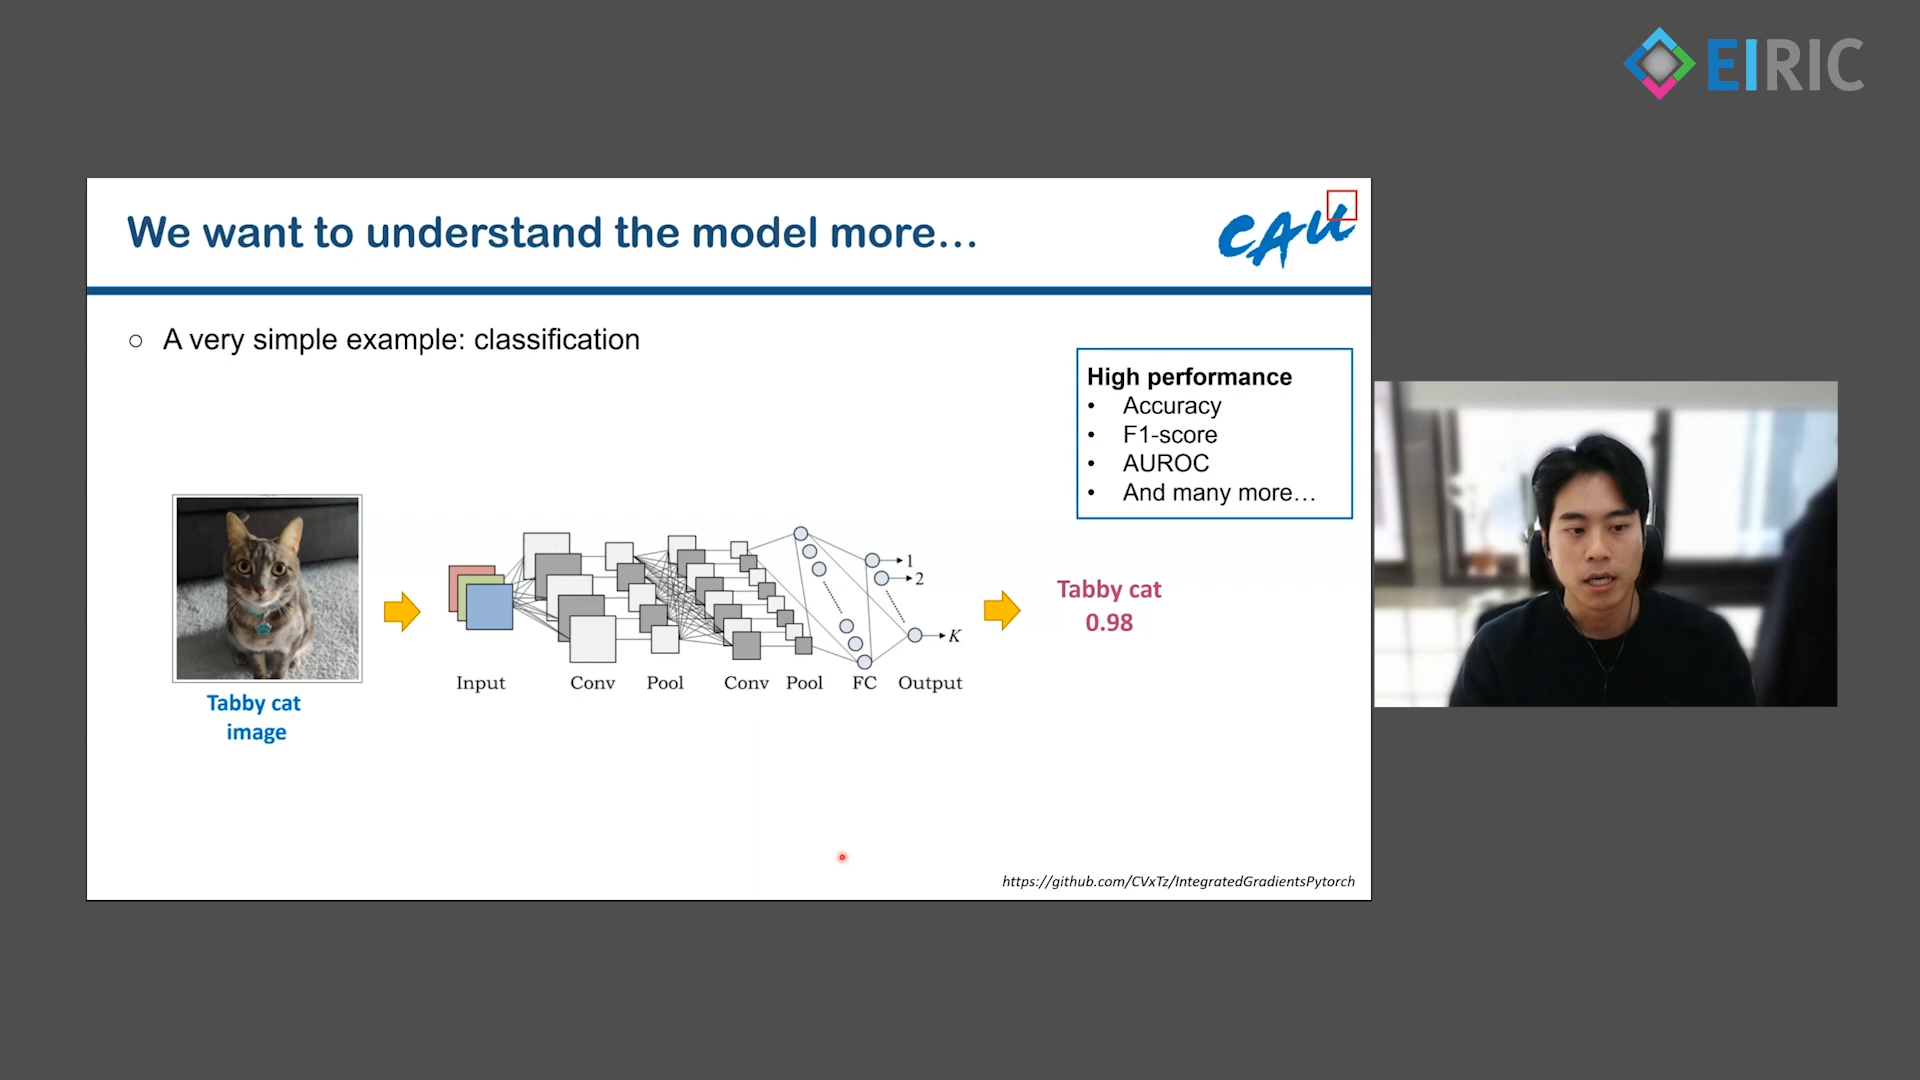 EIRIC
We want to understand the model more...
CAU
○ A very simple example: classification
High performance
• Accuracy
• F1-score
• AUROC
• And many more…
1
2
K
Tabby cat
0.98
Input Conv Pool Conv Pool FC Output
Tabby cat
image
https://github.com/CVxTz/IntegratedGradientsPytorch